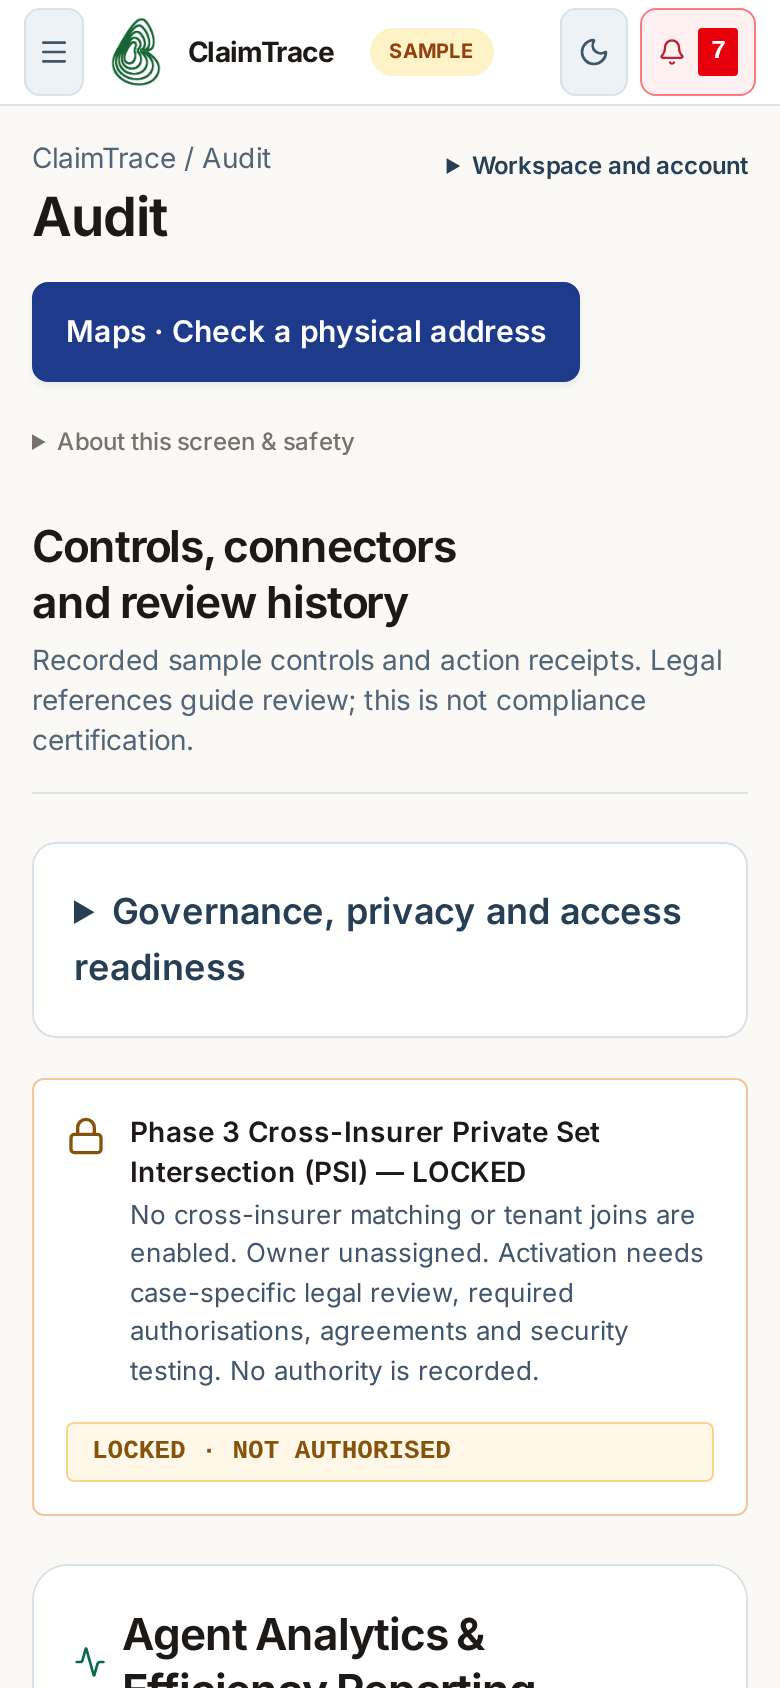 ClaimTrace
SAMPLE
7
ClaimTrace / Audit
Workspace and account
Audit
Maps · Check a physical address
About this screen & safety
Controls, connectors
and review history
Recorded sample controls and action receipts. Legal
references guide review; this is not compliance
certification.
Governance, privacy and access
readiness
Phase 3 Cross-Insurer Private Set
Intersection (PSI) — LOCKED
No cross-insurer matching or tenant joins are
enabled. Owner unassigned. Activation needs
case-specific legal review, required
authorisations, agreements and security
testing. No authority is recorded.
LOCKED · NOT AUTHORISED
Agent Analytics &
Efficiency Reporting